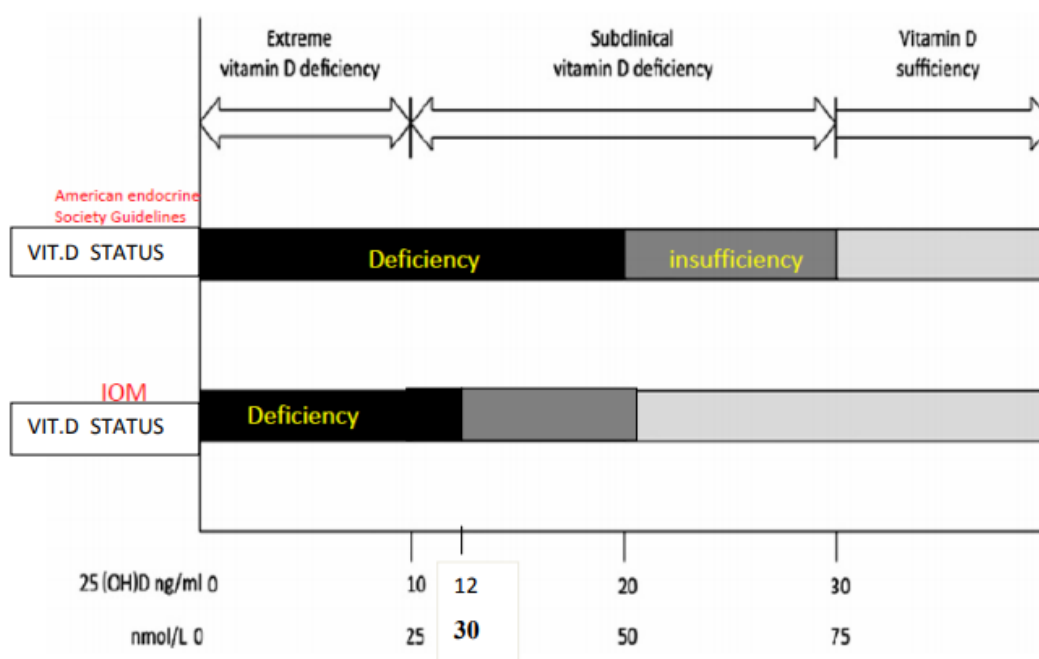 Extreme
vitamin D deficiency
Subclinical
vitamin D deficiency
Vitamin D
sufficiency
American endocrine
Society Guidelines
VIT.D STATUS
Deficiency
insufficiency
IOM
VIT.D STATUS
Deficiency
25(OH)D ng/ml 0 10 12 20 30
nmol/L 0 25 30 50 75